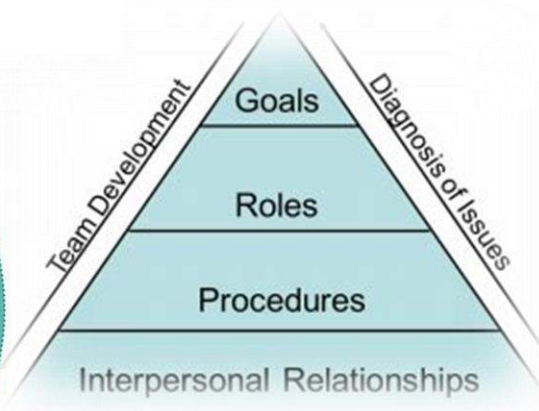 Goals
Roles
Procedures
Interpersonal Relationships
Team Development
Diagnosis of Issues